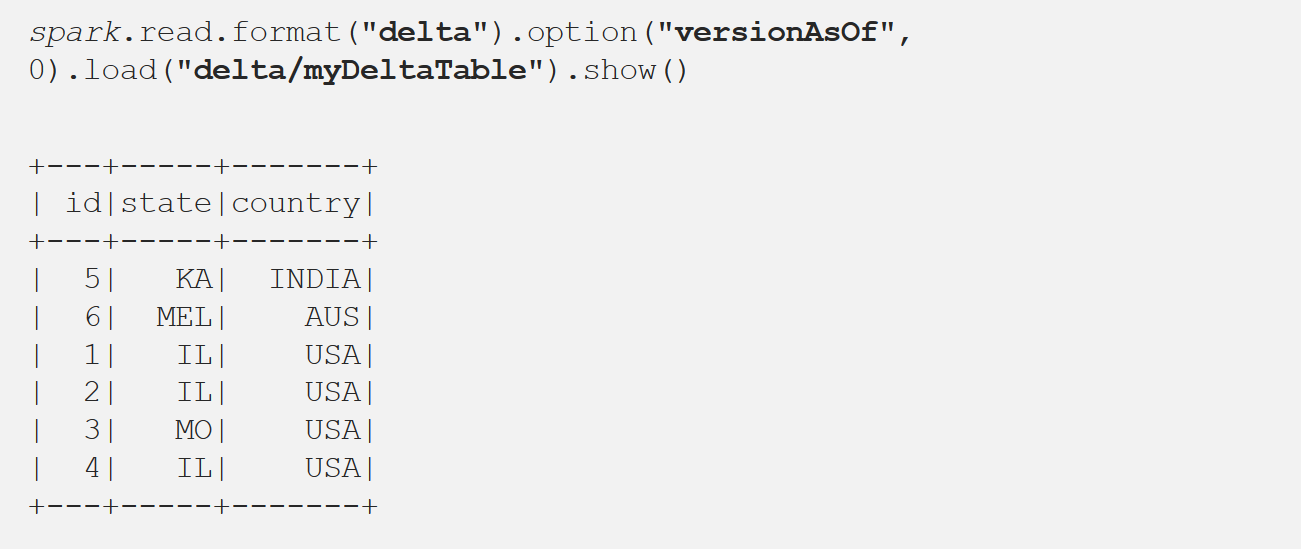 spark.read.format("delta").option("versionAsOf",
0).load("delta/myDeltaTable").show()
+---+-----+-------+
| id|state|country|
+---+-----+-------+
|  5|   KA|  INDIA|
|  6|  MEL|    AUS|
|  1|   IL|    USA|
|  2|   IL|    USA|
|  3|   MO|    USA|
|  4|   IL|    USA|
+---+-----+-------+